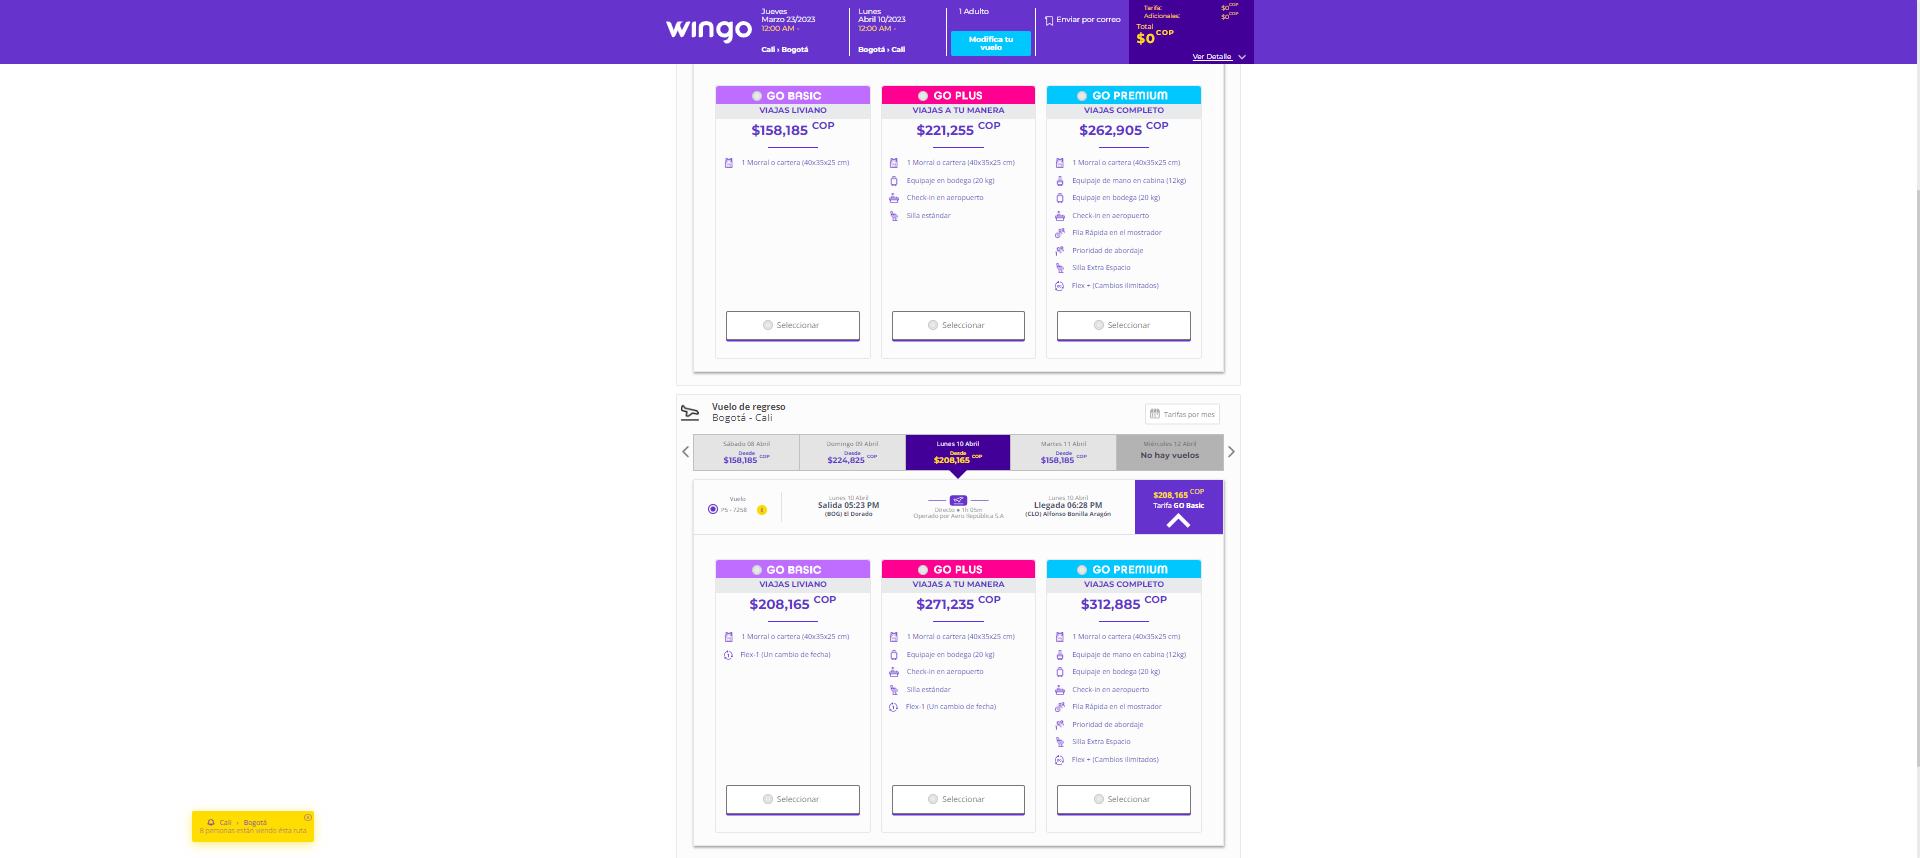 wingo
Jueves
Marzo 23/2023
12:00 AM -
Cali › Bogotá
Lunes
Abril 10/2023
12:00 AM -
Bogotá › Cali
1 Adulto
Modifica tu
vuelo
Enviar por correo
Tarifa: $0 COP
Adicionales: $0 COP
Total
$0 COP
Ver Detalle
GO BASIC
VIAJAS LIVIANO
$158,185 COP
1 Morral o cartera (40x35x25 cm)
Seleccionar
GO PLUS
VIAJAS A TU MANERA
$221,255 COP
1 Morral o cartera (40x35x25 cm)
Equipaje en bodega (20 kg)
Check-in en aeropuerto
Silla estándar
Seleccionar
GO PREMIUM
VIAJAS COMPLETO
$262,905 COP
1 Morral o cartera (40x35x25 cm)
Equipaje de mano en cabina (12kg)
Equipaje en bodega (20 kg)
Check-in en aeropuerto
Fila Rápida en el mostrador
Prioridad de abordaje
Silla Extra Espacio
Flex + (Cambios ilimitados)
Seleccionar
Vuelo de regreso
Bogotá - Cali
Tarifas por mes
Sábado 08 Abril
Desde
$158,185 COP
Domingo 09 Abril
Desde
$224,825 COP
Lunes 10 Abril
Desde
$208,165 COP
Martes 11 Abril
Desde
$158,185 COP
Miércoles 12 Abril
No hay vuelos
Vuelo
P5 - 7258
Lunes 10 Abril
Salida 05:23 PM
(BOG) El Dorado
Directo • 1h 05m
Operado por Aero República S.A
Lunes 10 Abril
Llegada 06:28 PM
(CLO) Alfonso Bonilla Aragón
$208,165 COP
Tarifa GO Basic
GO BASIC
VIAJAS LIVIANO
$208,165 COP
1 Morral o cartera (40x35x25 cm)
Flex-1 (Un cambio de fecha)
Seleccionar
GO PLUS
VIAJAS A TU MANERA
$271,235 COP
1 Morral o cartera (40x35x25 cm)
Equipaje en bodega (20 kg)
Check-in en aeropuerto
Silla estándar
Flex-1 (Un cambio de fecha)
Seleccionar
GO PREMIUM
VIAJAS COMPLETO
$312,885 COP
1 Morral o cartera (40x35x25 cm)
Equipaje de mano en cabina (12kg)
Equipaje en bodega (20 kg)
Check-in en aeropuerto
Fila Rápida en el mostrador
Prioridad de abordaje
Silla Extra Espacio
Flex + (Cambios ilimitados)
Seleccionar
Cali › Bogotá
8 personas están viendo ésta ruta